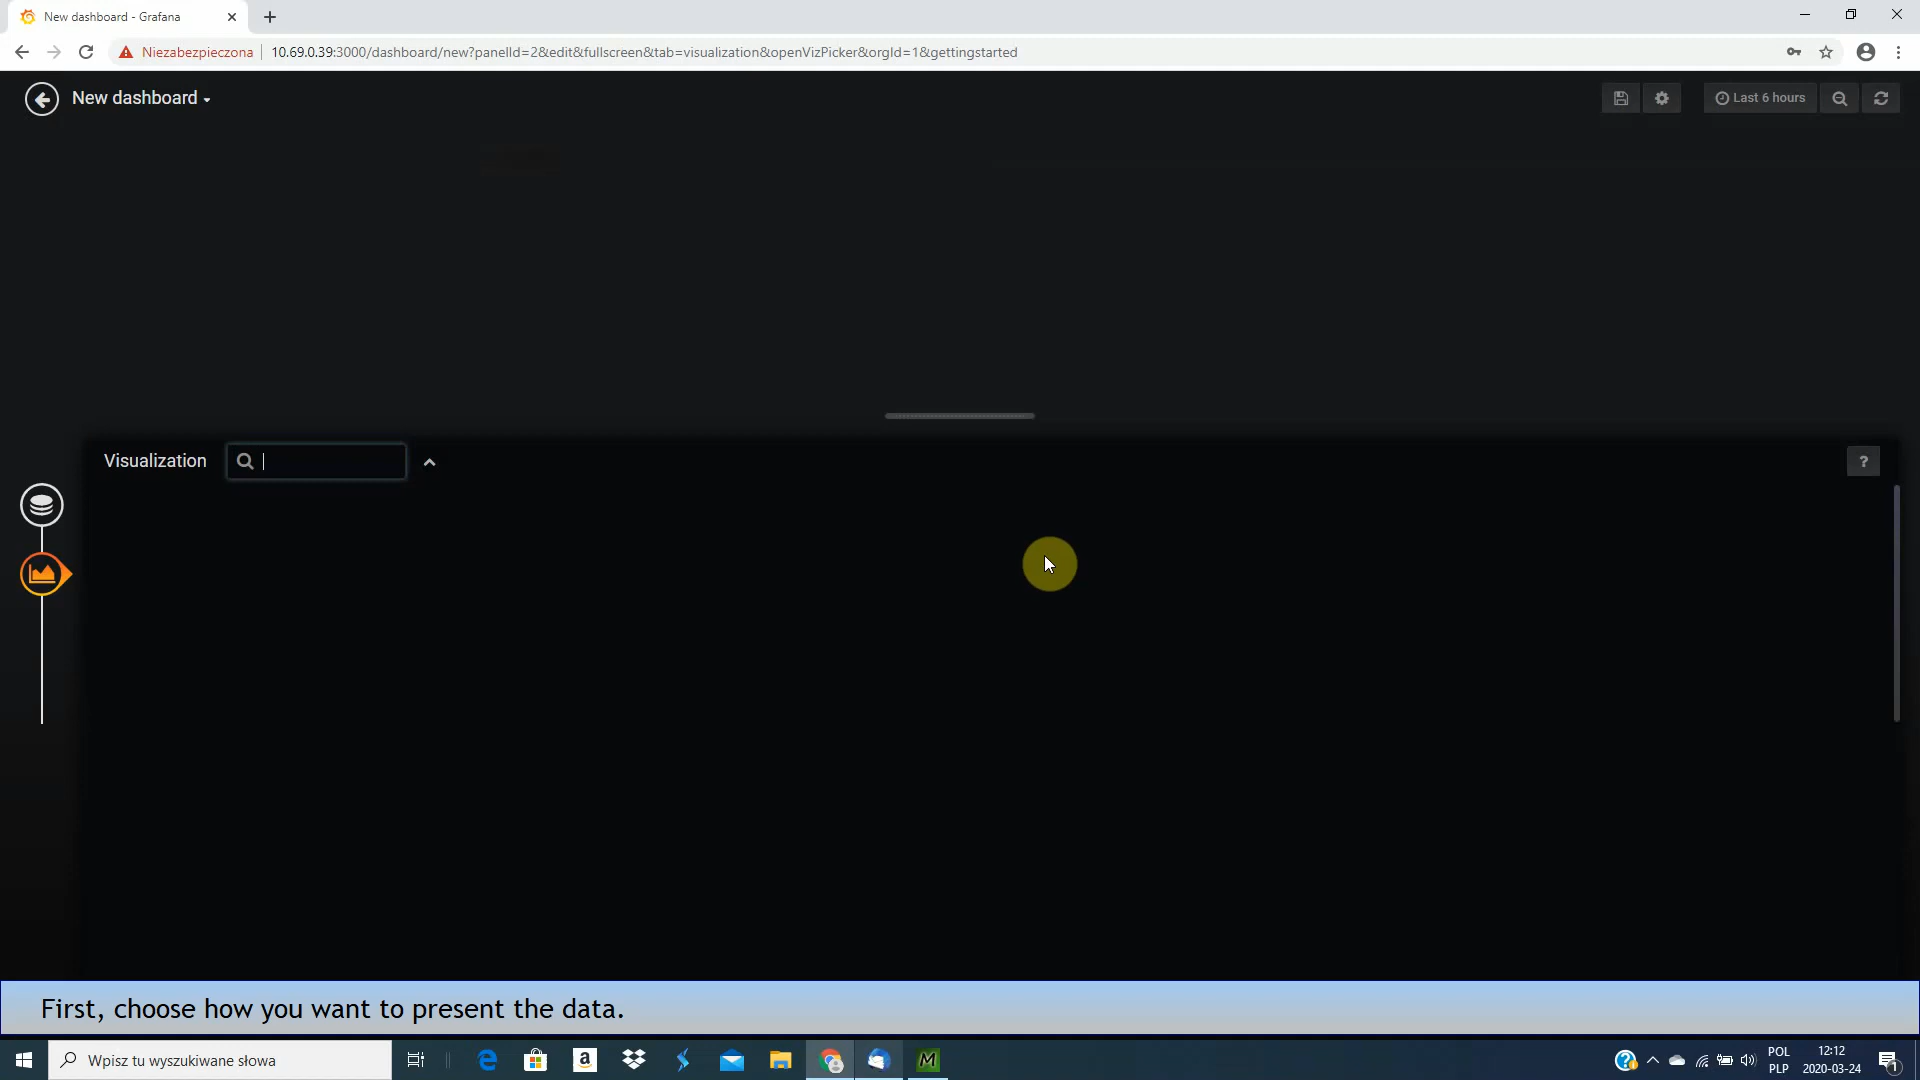 New dashboard - Grafana
Niezabezpieczona
10.69.0.39:3000/dashboard/new?panelId=2&edit&fullscreen&tab=visualization&openVizPicker&orgId=1&gettingstarted
New dashboard
Last 6 hours
Visualization
?
First, choose how you want to present the data.
Wpisz tu wyszukiwane słowa
POL
PLP
12:12
2020-03-24
1